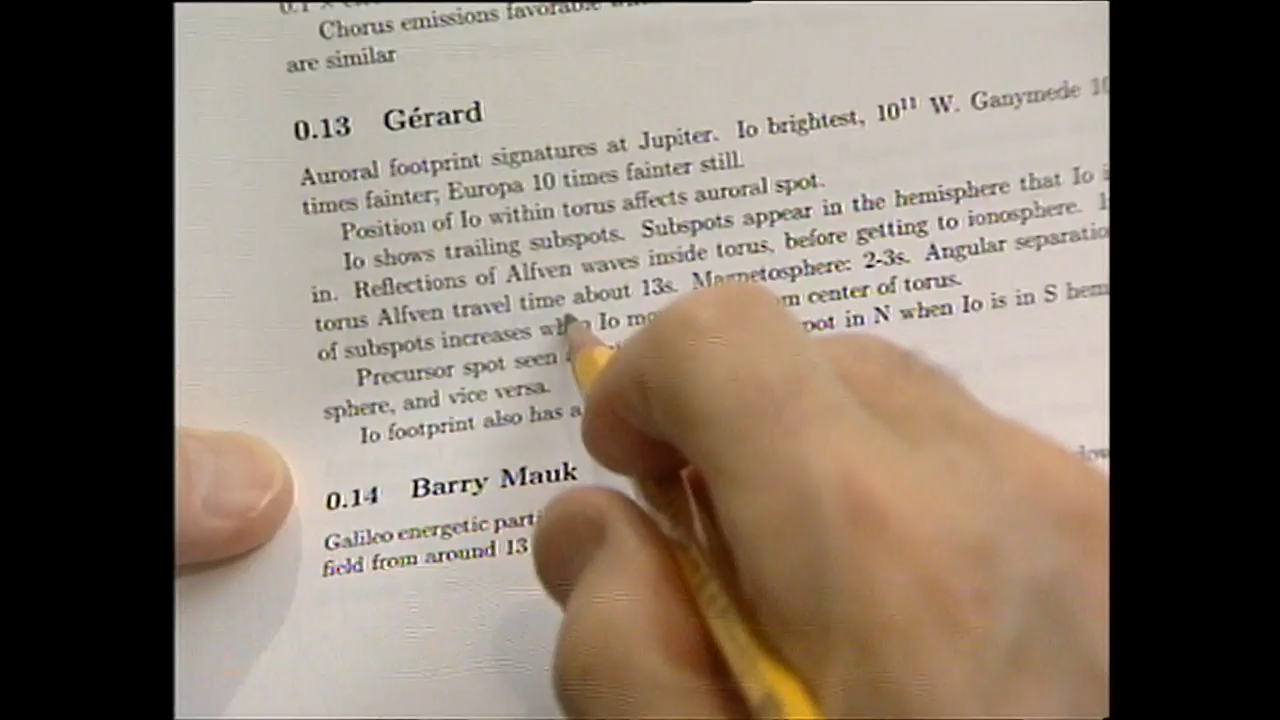 Chorus emissions favorable
are similar
0.13 Gérard
Auroral footprint signatures at Jupiter. Io brightest, 10¹¹ W. Ganymede 10
times fainter; Europa 10 times fainter still.
Position of Io within torus affects auroral spot.
Io shows trailing subspots. Subspots appear in the hemisphere that Io i
in. Reflections of Alfven waves inside torus, before getting to ionosphere. I
torus Alfven travel time about 13s. Magnetosphere: 2-3s. Angular separatio
of subspots increases when Io mo m center of torus.
Precursor spot seen pot in N when Io is in S hem
sphere, and vice versa.
Io footprint also has a
0.14 Barry Mauk
Galileo energetic parti
field from around 13